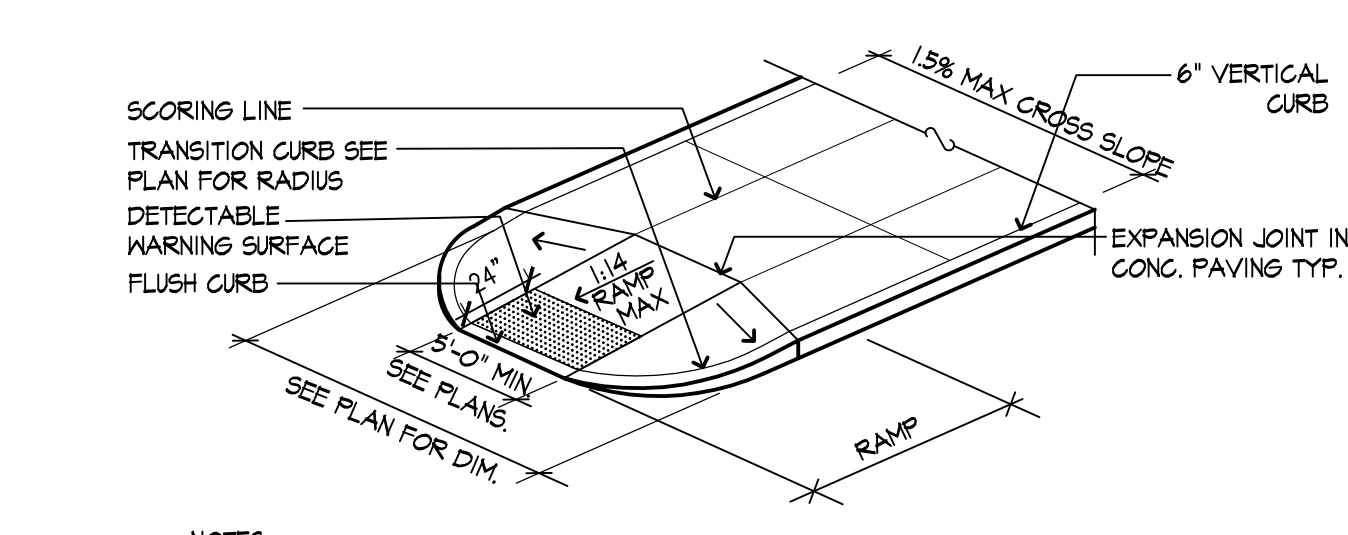 SCORING LINE
TRANSITION CURB SEE
PLAN FOR RADIUS
DETECTABLE
WARNING SURFACE
FLUSH CURB
1.5% MAX CROSS SLOPE
6" VERTICAL
CURB
EXPANSION JOINT IN
CONC. PAVING TYP.
24"
1:14
RAMP
MAX
5'-0" MIN.
SEE PLANS.
SEE PLAN FOR DIM.
RAMP
NOTES